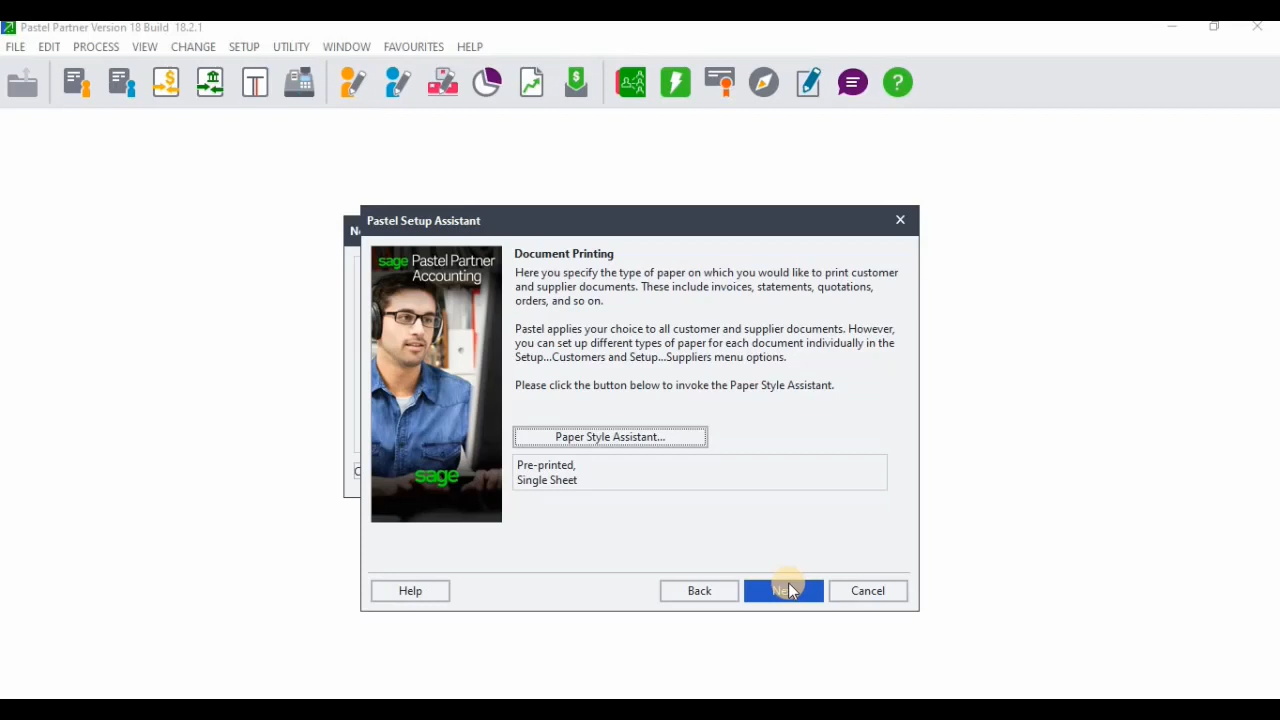 Pastel Partner Version 18 Build 18.2.1
FILE EDIT PROCESS VIEW CHANGE SETUP UTILITY WINDOW FAVOURITES HELP
Pastel Setup Assistant
sage Pastel Partner
Accounting
sage
Document Printing
Here you specify the type of paper on which you would like to print customer
and supplier documents. These include invoices, statements, quotations,
orders, and so on.
Pastel applies your choice to all customer and supplier documents. However,
you can set up different types of paper for each document individually in the
Setup...Customers and Setup...Suppliers menu options.
Please click the button below to invoke the Paper Style Assistant.
Paper Style Assistant...
Pre-printed,
Single Sheet
Help Back Cancel